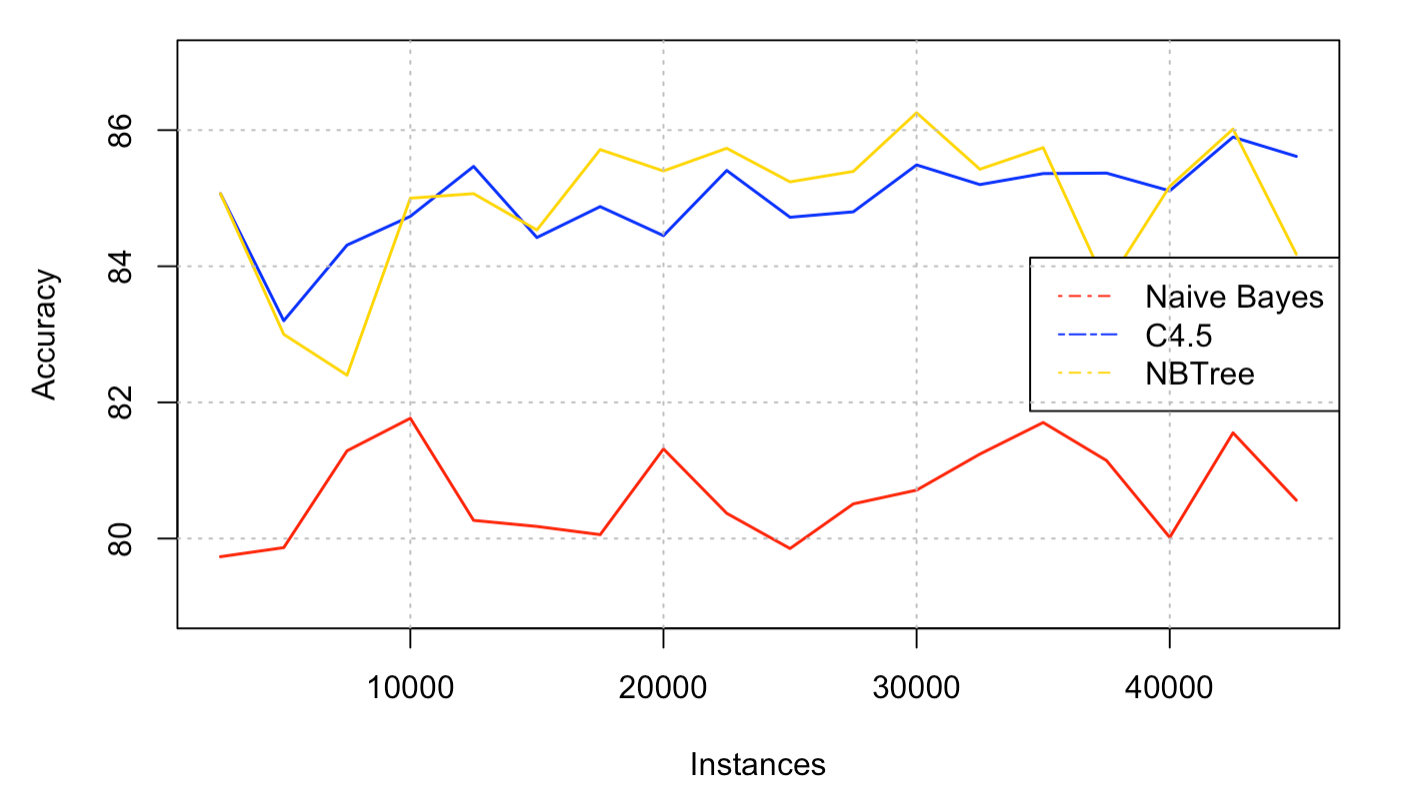 Accuracy
86
84
82
80
Naive Bayes
C4.5
NBTree
10000 20000 30000 40000
Instances